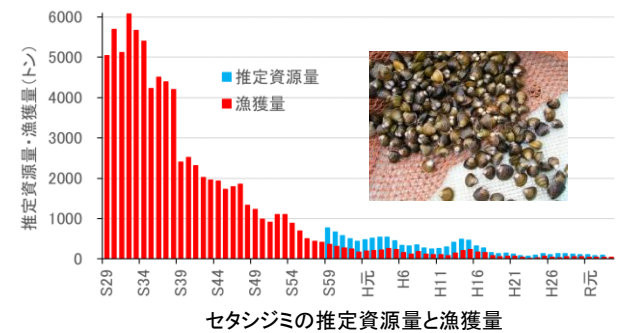 6000
5000
4000
3000
2000
1000
0
推定資源量・漁獲量(トン)
推定資源量
漁獲量
S29
S34
S39
S44
S49
S54
S59
H元
H6
H11
H16
H21
H26
R元
セタシジミの推定資源量と漁獲量